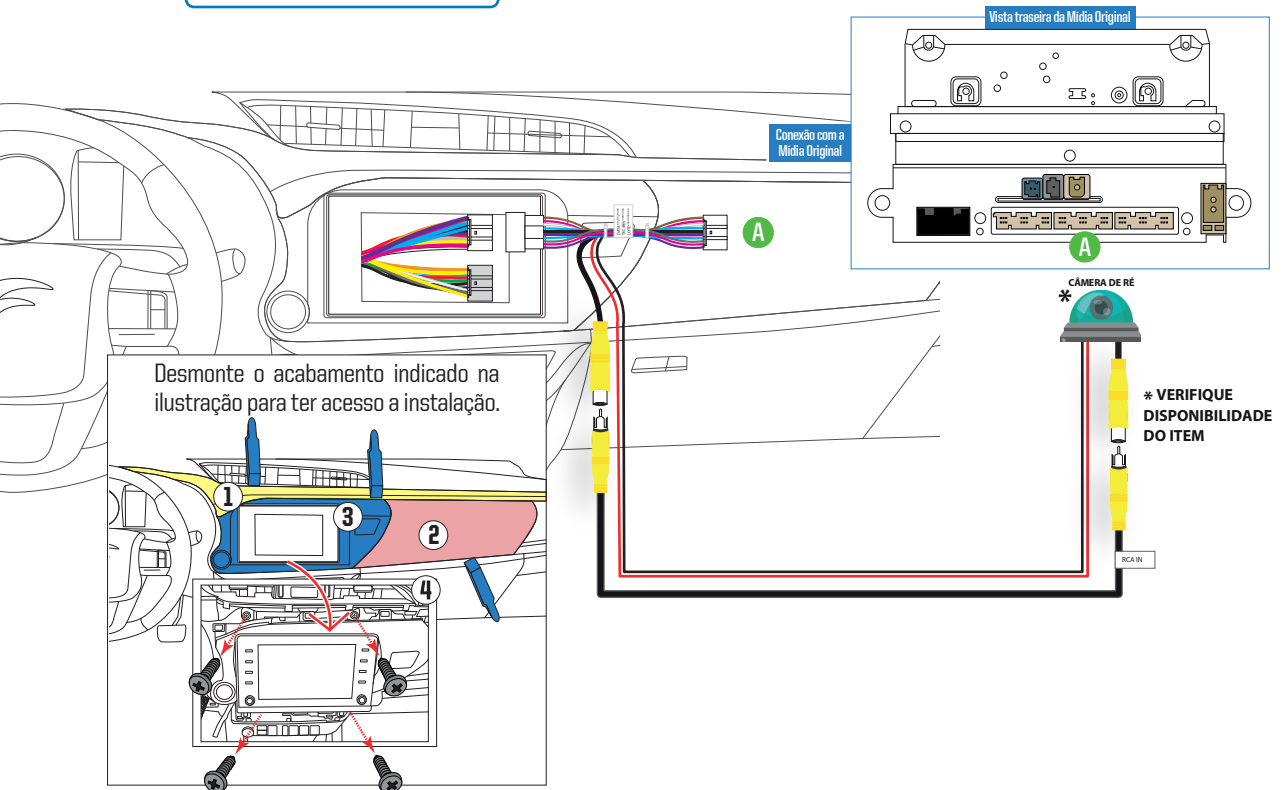 Vista traseira da Mídia Original
Conexão com a
Mídia Original
A
A
CÂMERA DE RÉ
*
* VERIFIQUE
DISPONIBILIDADE
DO ITEM
RCA IN
Desmonte o acabamento indicado na
ilustração para ter acesso a instalação.
1
3
2
4